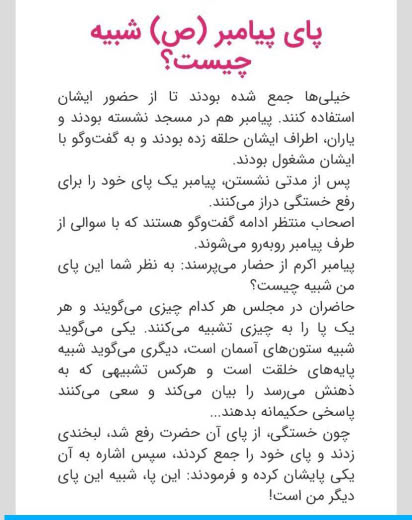 پای پیامبر (ص) شبیه
چیست؟
خیلی‌ها جمع شده بودند تا از حضور ایشان
استفاده کنند. پیامبر هم در مسجد نشسته بودند و
یاران، اطراف ایشان حلقه زده بودند و به گفت‌وگو با
ایشان مشغول بودند.
پس از مدتی نشستن، پیامبر یک پای خود را برای
رفع خستگی دراز می‌کنند.
اصحاب منتظر ادامه گفت‌وگو هستند که با سوالی از
طرف پیامبر روبه‌رو می‌شوند.
پیامبر اکرم از حضار می‌پرسند: به نظر شما این پای
من شبیه چیست؟
حاضران در مجلس هر کدام چیزی می‌گویند و هر
یک پا را به چیزی تشبیه می‌کنند. یکی می‌گوید
شبیه ستون‌های آسمان است، دیگری می‌گوید شبیه
پایه‌های خلقت است و هرکس تشبیهی که به
ذهنش می‌رسد را بیان می‌کند و سعی می‌کنند
پاسخی حکیمانه بدهند...
چون خستگی، از پای آن حضرت رفع شد، لبخندی
زدند و پای خود را جمع کردند، سپس اشاره به آن
یکی پایشان کرده و فرمودند: این پا، شبیه این پای
دیگر من است!